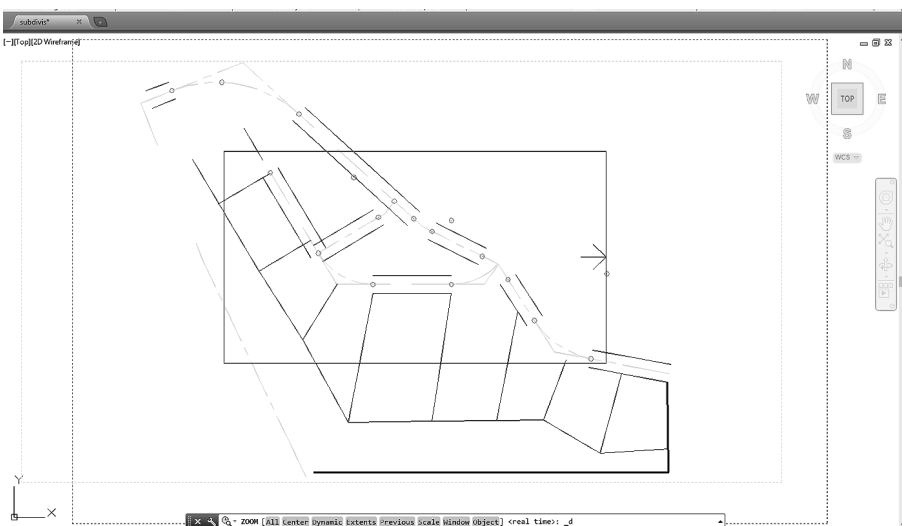 subdivis*
[−][Top][2D Wireframe]
N
W TOP E
S
WCS
Y
X
ZOOM [All Center Dynamic Extents Previous Scale Window Object] <real time>: _d